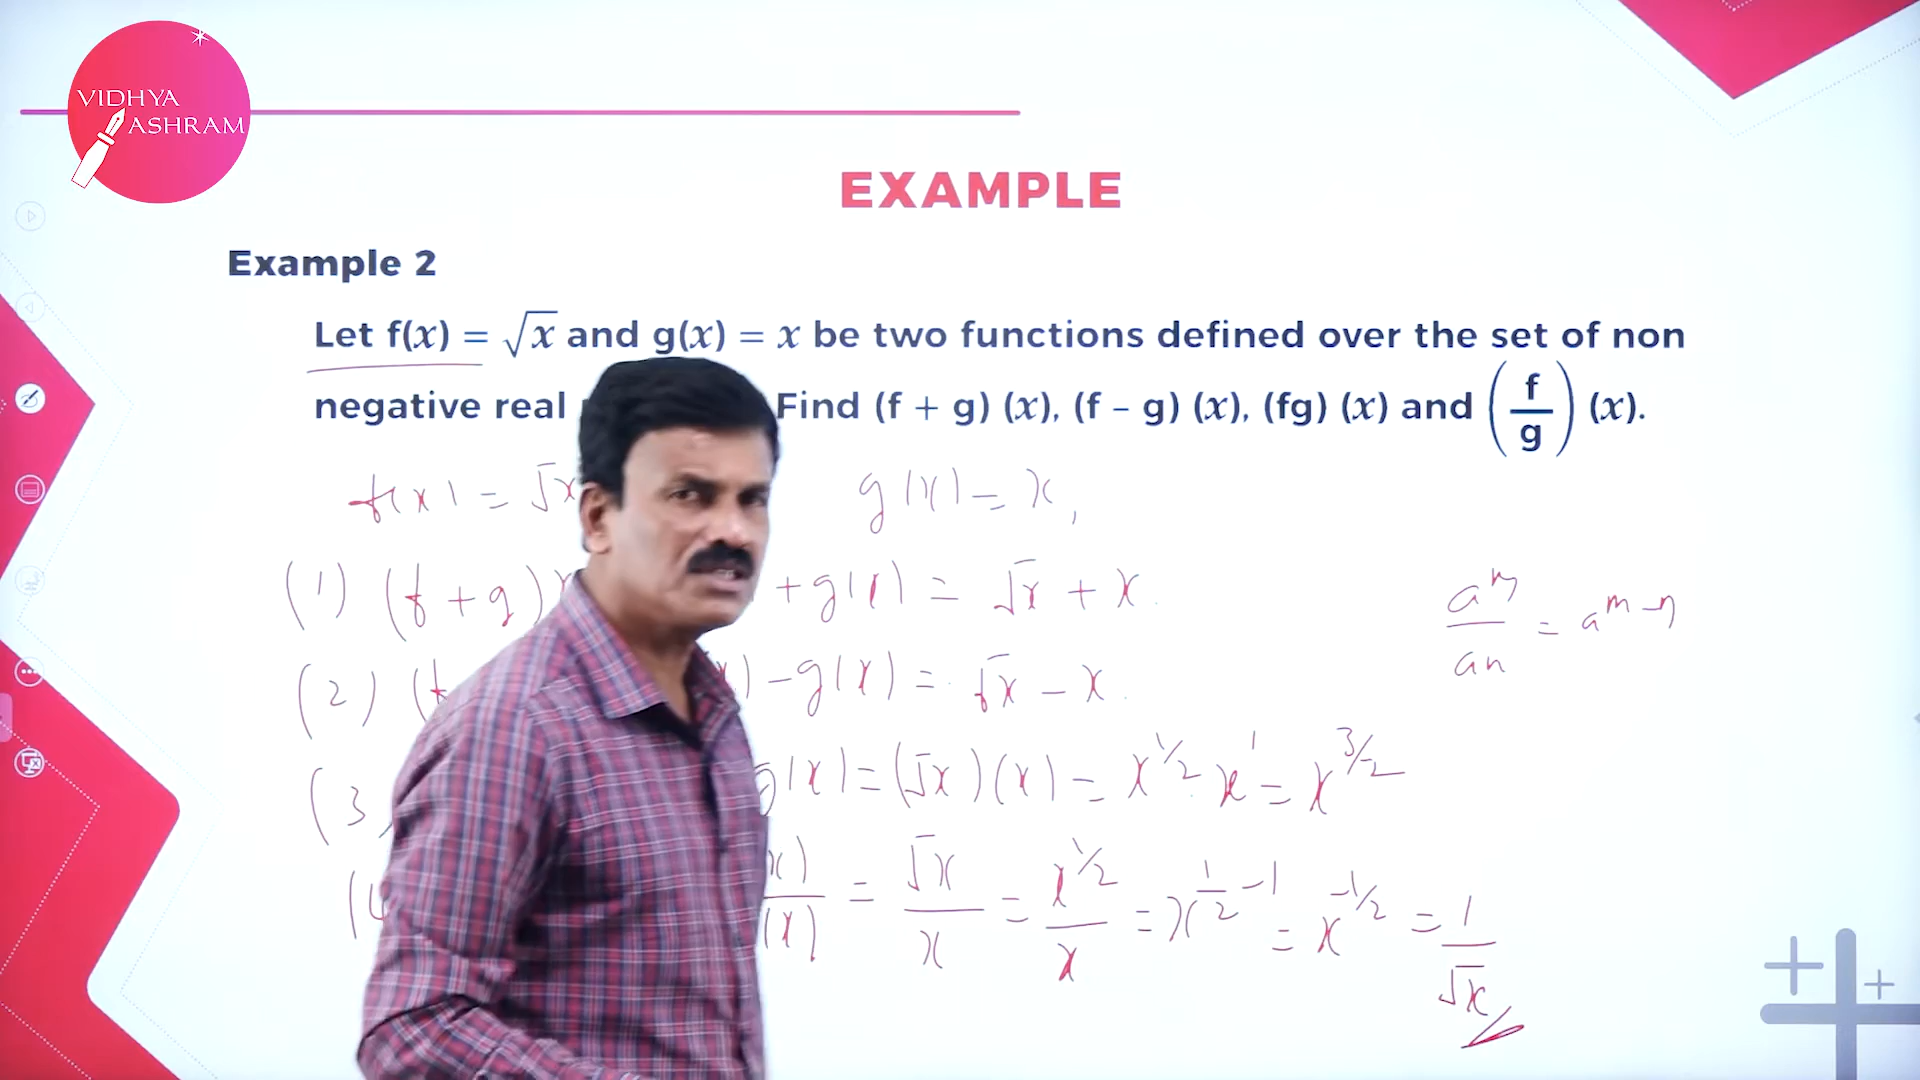 VIDHYA
ASHRAM
EXAMPLE
Example 2
Let f(x) = √x and g(x) = x be two functions defined over the set of non
negative real Find (f + g) (x), (f – g) (x), (fg) (x) and (f/g) (x).
f(x) = √x g(x) = x,
(1) (f + g) + g(x) = √x + x.
(2) (f – g(x) = √x – x.
(3) g(x) = (√x)(x) = x^1/2 x^1 = x^3/2
(x) = √x/x = x^1/2/x = x^(1/2 – 1) = x^-1/2 = 1/√x
a^m/an = a^m-n